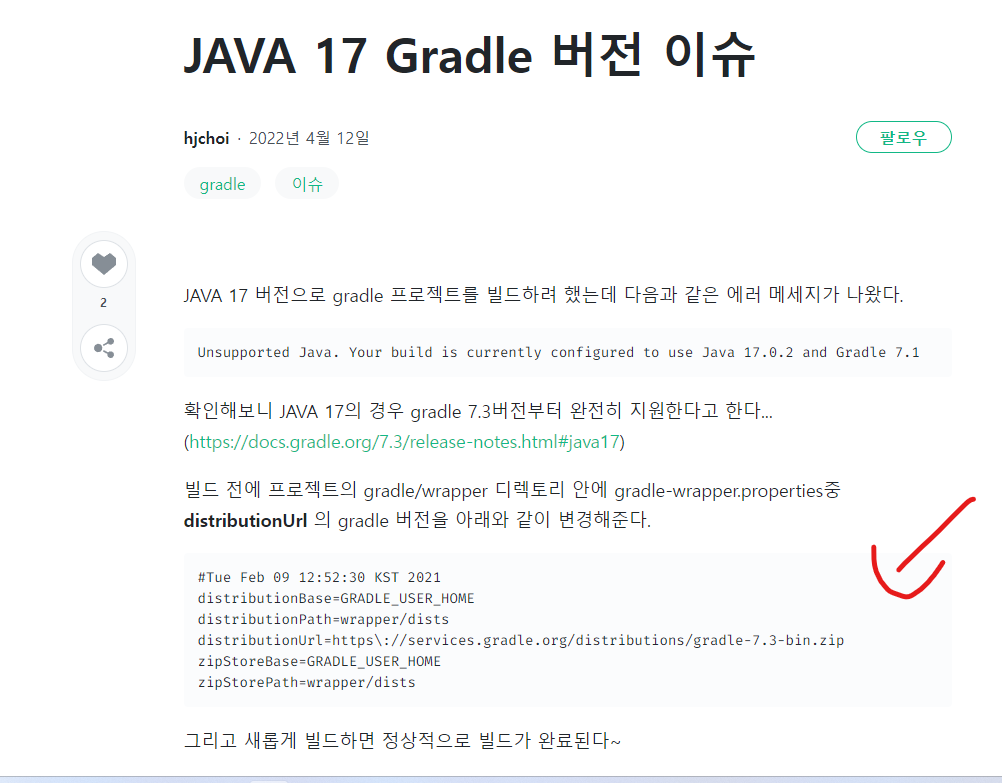 JAVA 17 Gradle 버전 이슈
hjchoi · 2022년 4월 12일
팔로우
gradle 이슈
2
JAVA 17 버전으로 gradle 프로젝트를 빌드하려 했는데 다음과 같은 에러 메세지가 나왔다.
Unsupported Java. Your build is currently configured to use Java 17.0.2 and Gradle 7.1
확인해보니 JAVA 17의 경우 gradle 7.3버전부터 완전히 지원한다고 한다...
(https://docs.gradle.org/7.3/release-notes.html#java17)
빌드 전에 프로젝트의 gradle/wrapper 디렉토리 안에 gradle-wrapper.properties중
distributionUrl 의 gradle 버전을 아래와 같이 변경해준다.
#Tue Feb 09 12:52:30 KST 2021
distributionBase=GRADLE_USER_HOME
distributionPath=wrapper/dists
distributionUrl=https\://services.gradle.org/distributions/gradle-7.3-bin.zip
zipStoreBase=GRADLE_USER_HOME
zipStorePath=wrapper/dists
그리고 새롭게 빌드하면 정상적으로 빌드가 완료된다~